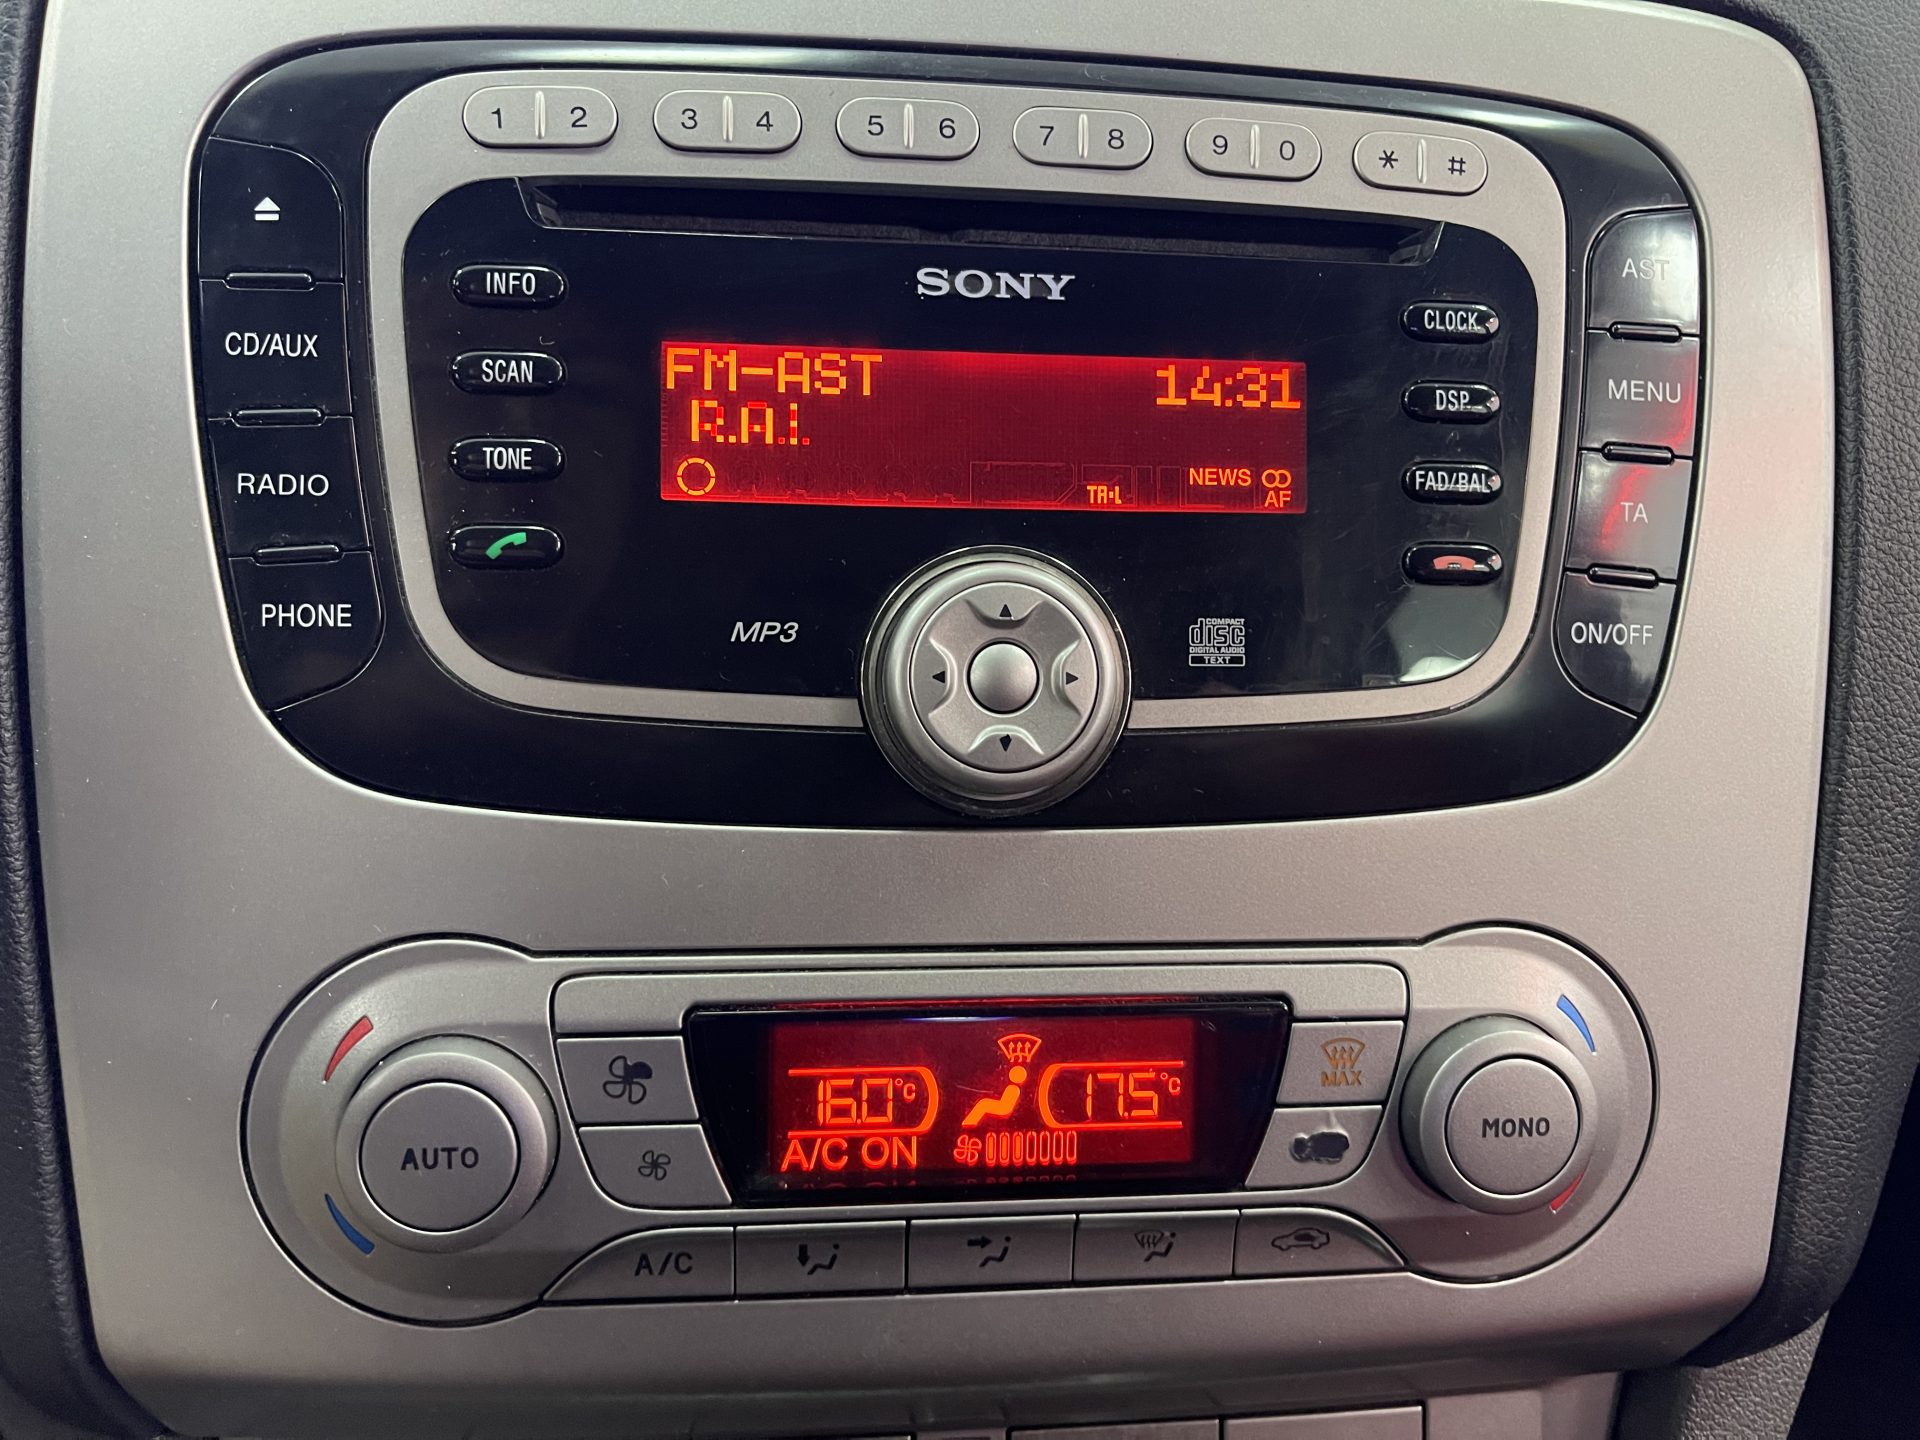 1 2 3 4 5 6 7 8 9 0 * #
INFO
SONY
AST
CD/AUX
SCAN
FM-AST 14:31
R.A.I.
TA-L NEWS AF
CLOCK
DSP
MENU
RADIO
TONE
FAD/BAL
TA
PHONE
MP3
COMPACT
disc
DIGITAL AUDIO
TEXT
ON/OFF
16.0°C 17.5°C
A/C ON
MAX
AUTO
MONO
A/C